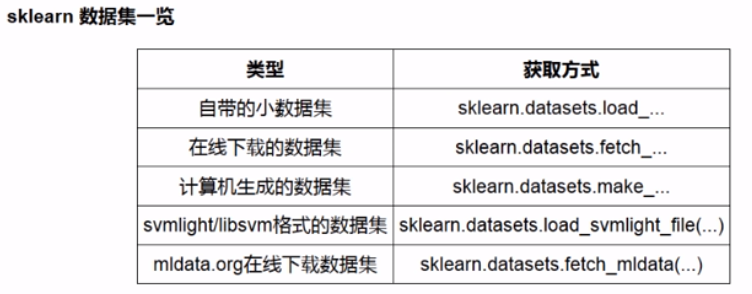 sklearn 数据集一览
类型 获取方式
自带的小数据集 sklearn.datasets.load_...
在线下载的数据集 sklearn.datasets.fetch_...
计算机生成的数据集 sklearn.datasets.make_...
svmlight/libsvm格式的数据集 sklearn.datasets.load_svmlight_file(...)
mldata.org在线下载数据集 sklearn.datasets.fetch_mldata(...)